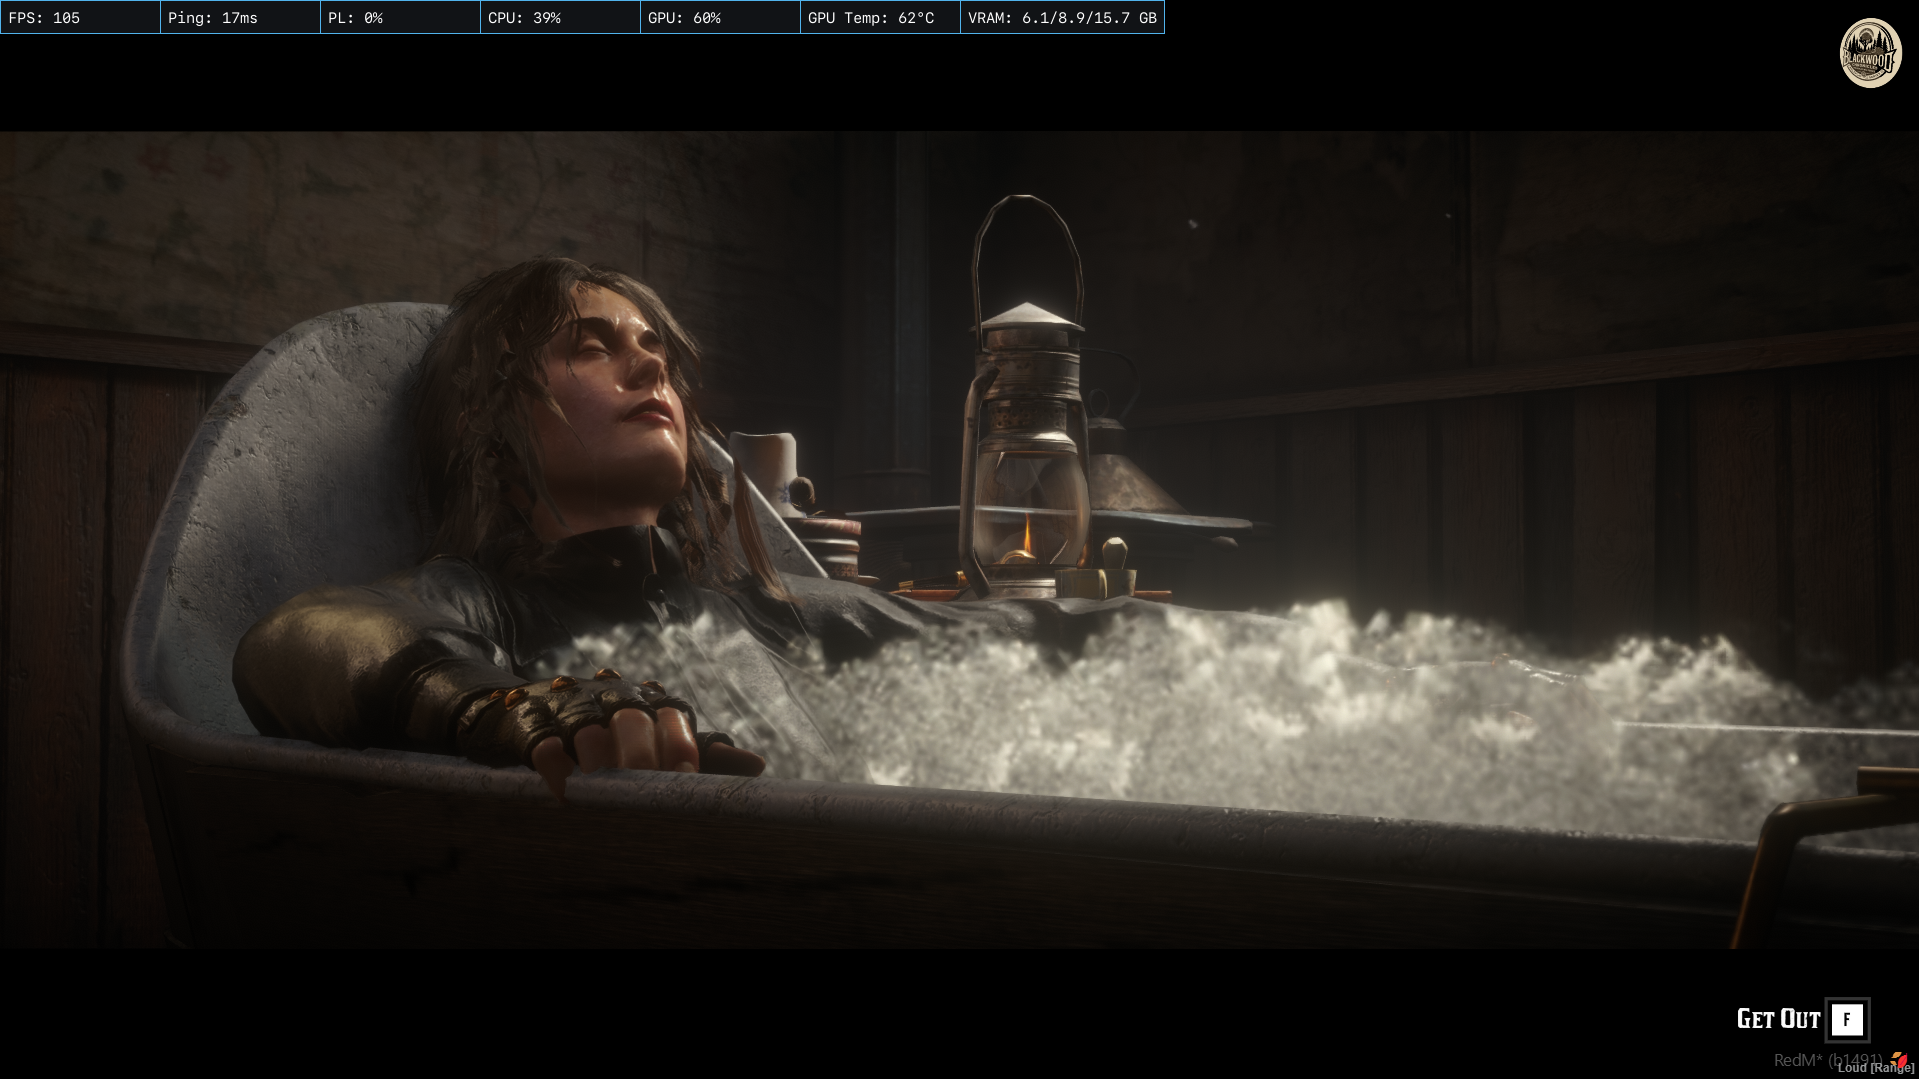 FPS: 105 Ping: 17ms PL: 0% CPU: 39% GPU: 60% GPU Temp: 62°C VRAM: 6.1/8.9/15.7 GB
BLACKWOOD
GET OUT F
RedM* (b1491)
Loud [Range]